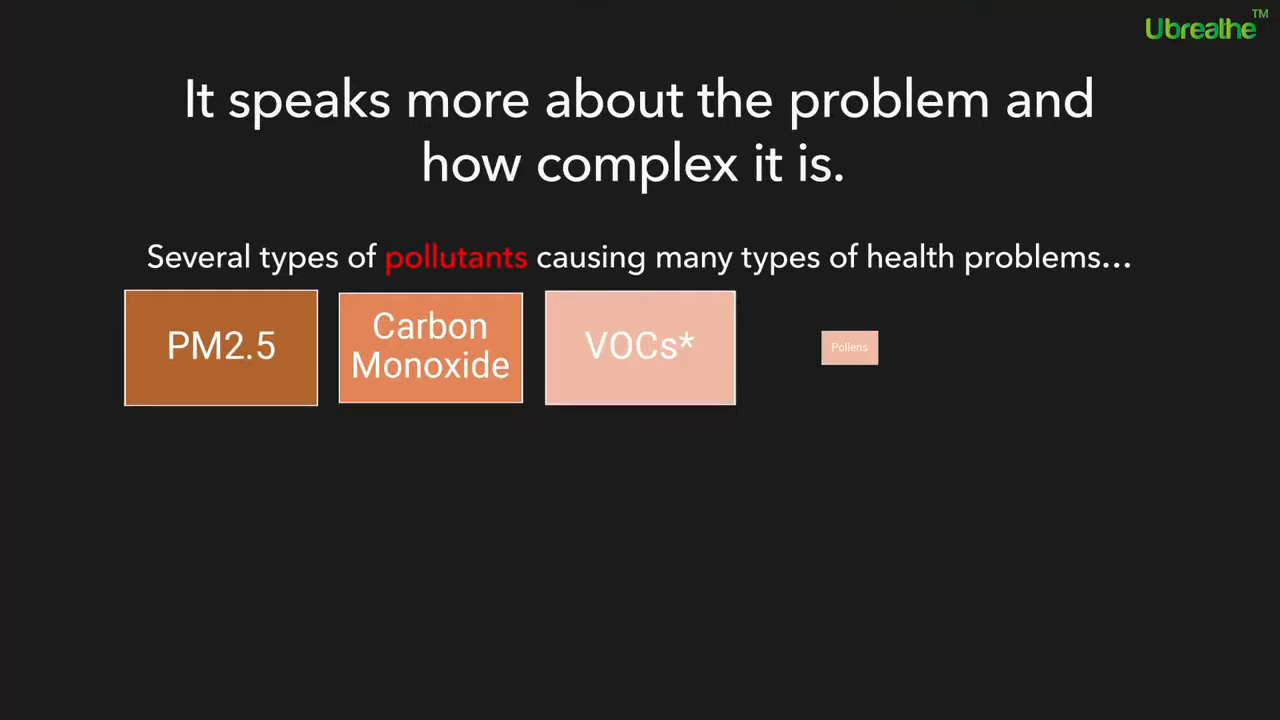 Ubreathe™
It speaks more about the problem and
how complex it is.
Several types of pollutants causing many types of health problems...
PM2.5
Carbon
Monoxide
VOCs*
Pollens